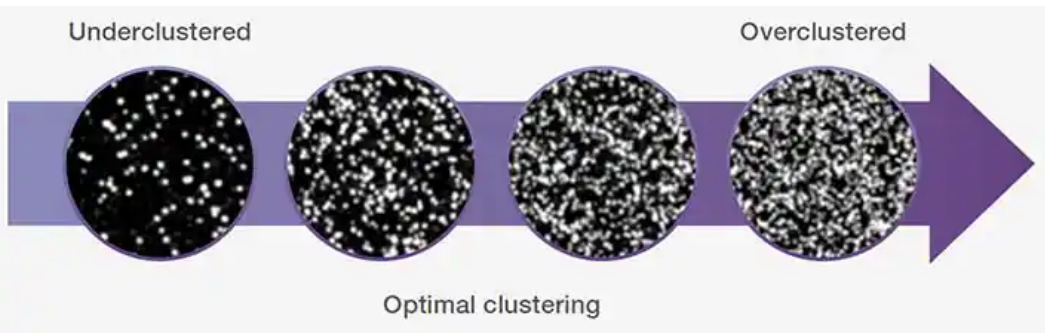 Underclustered
Overclustered
Optimal clustering